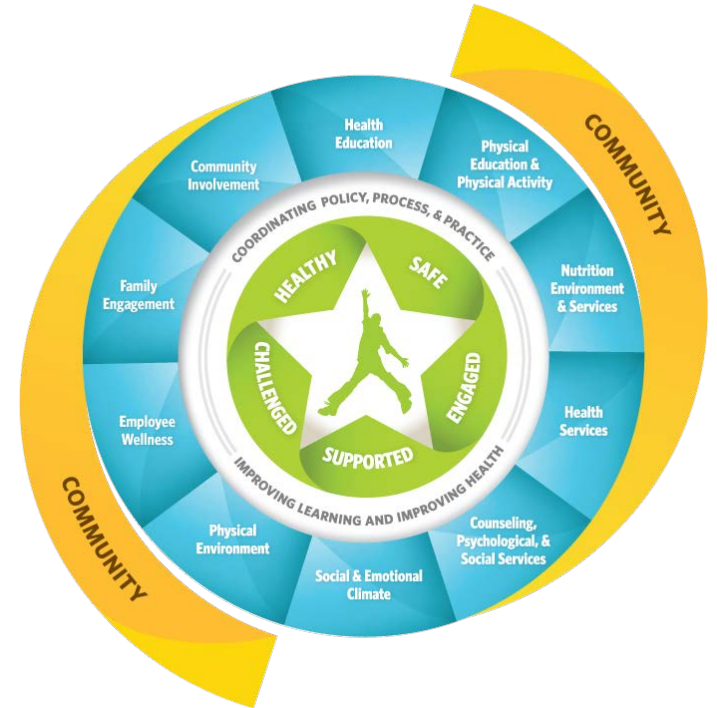 COMMUNITY
Health
Education
Physical
Education &
Physical Activity
Nutrition
Environment
& Services
Health
Services
Counseling,
Psychological, &
Social Services
Social & Emotional
Climate
Physical
Environment
Employee
Wellness
Family
Engagement
Community
Involvement
COORDINATING POLICY, PROCESS, & PRACTICE
IMPROVING LEARNING AND IMPROVING HEALTH
HEALTHY
SAFE
ENGAGED
SUPPORTED
CHALLENGED
COMMUNITY